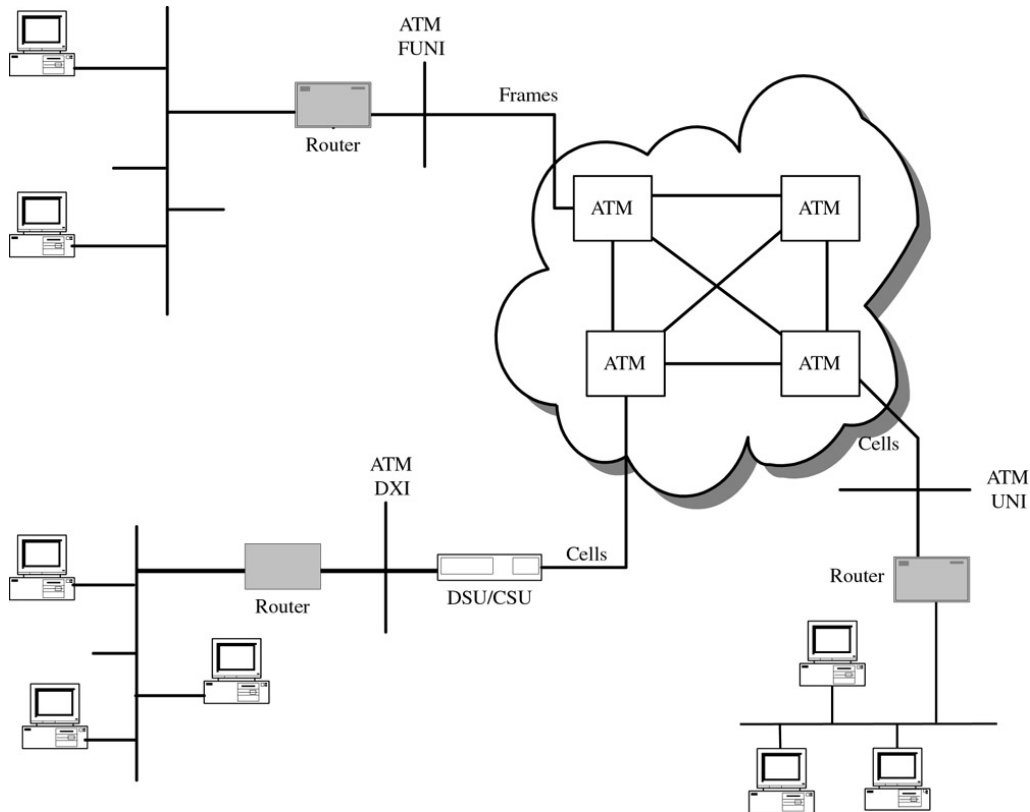 ATM
FUNI
Frames
Router
ATM
ATM
ATM
ATM
Cells
ATM
UNI
ATM
DXI
Cells
Router
DSU/CSU
Router